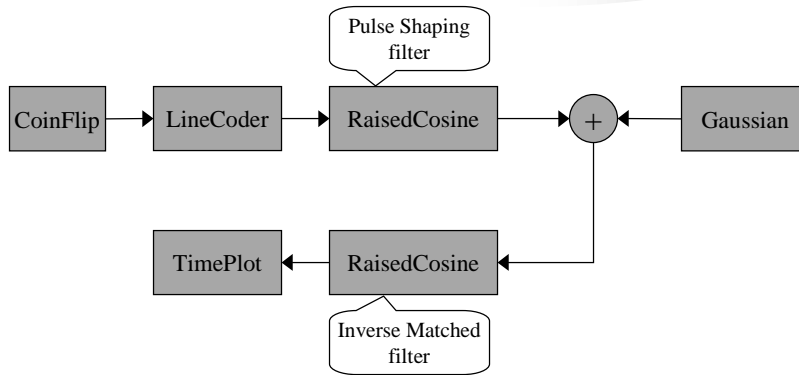 Pulse Shaping
filter
CoinFlip
LineCoder
RaisedCosine
+
Gaussian
TimePlot
RaisedCosine
Inverse Matched
filter